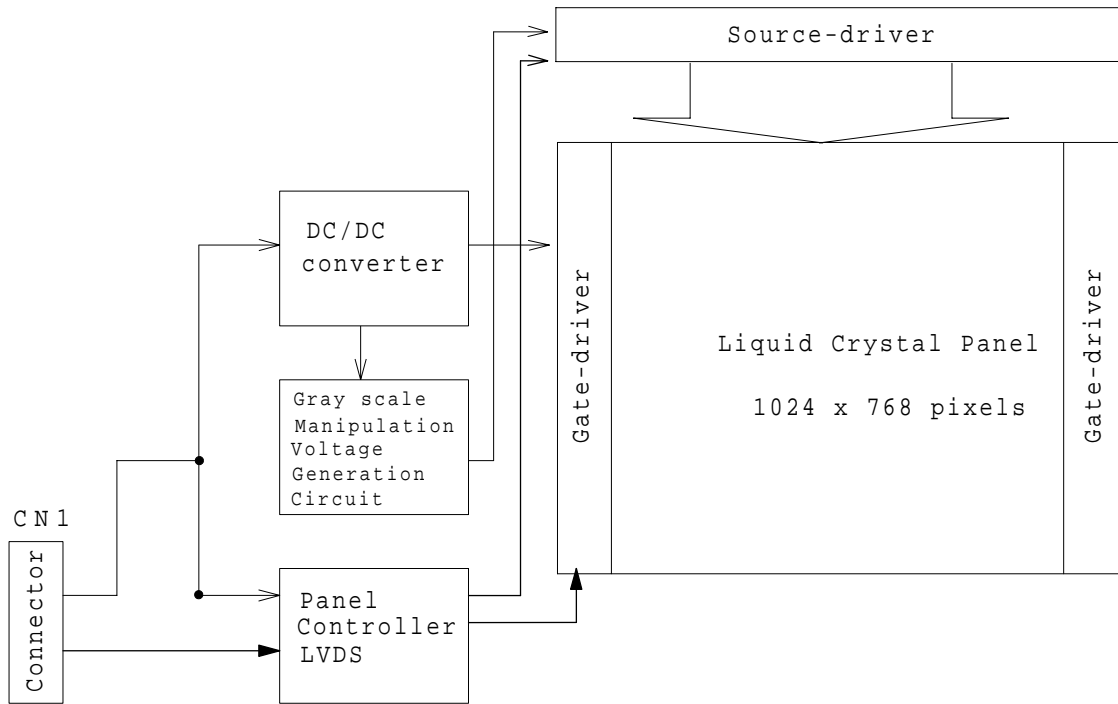 Source-driver
DC/DC
converter
Gate-driver
Liquid Crystal Panel
1024 x 768 pixels
Gate-driver
Gray scale
Manipulation
Voltage
Generation
Circuit
CN1
Connector
Panel
Controller
LVDS